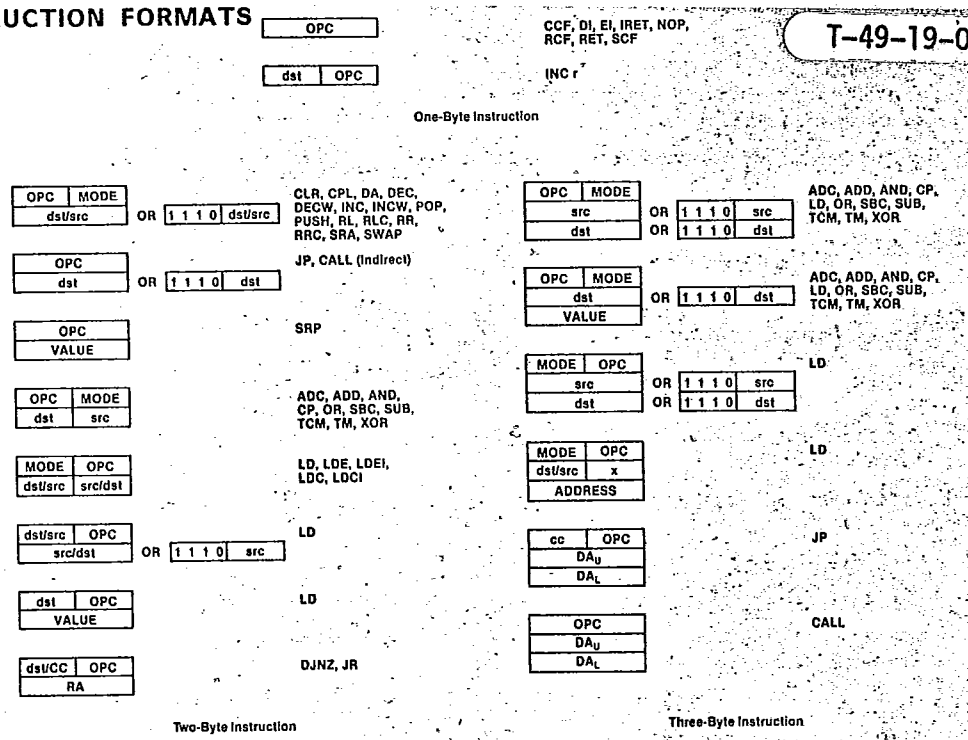 UCTION FORMATS
T-49-19-0
OPC
CCF, DI, EI, IRET, NOP,
RCF, RET, SCF
dst OPC
INC r
One-Byte Instruction
OPC MODE
dst/src
OR 1 1 1 0 dst/src
CLR, CPL, DA, DEC,
DECW, INC, INCW, POP,
PUSH, RL, RLC, RR,
RRC, SRA, SWAP
OPC
dst
OR 1 1 1 0 dst
JP, CALL (Indirect)
OPC
VALUE
SRP
OPC MODE
dst src
ADC, ADD, AND,
CP, OR, SBC, SUB,
TCM, TM, XOR
MODE OPC
dst/src src/dst
LD, LDE, LDEI,
LDC, LDCI
dst/src OPC
src/dst
OR 1 1 1 0 src
LD
dst OPC
VALUE
LD
dst/CC OPC
RA
DJNZ, JR
Two-Byte Instruction
OPC MODE
src
dst
OR 1 1 1 0 src
OR 1 1 1 0 dst
ADC, ADD, AND, CP,
LD, OR, SBC, SUB,
TCM, TM, XOR
OPC MODE
dst
VALUE
OR 1 1 1 0 dst
ADC, ADD, AND, CP,
LD, OR, SBC, SUB,
TCM, TM, XOR
MODE OPC
src
dst
OR 1 1 1 0 src
OR 1 1 1 0 dst
LD
MODE OPC
dst/src x
ADDRESS
LD
cc OPC
DAU
DAL
JP
OPC
DAU
DAL
CALL
Three-Byte Instruction